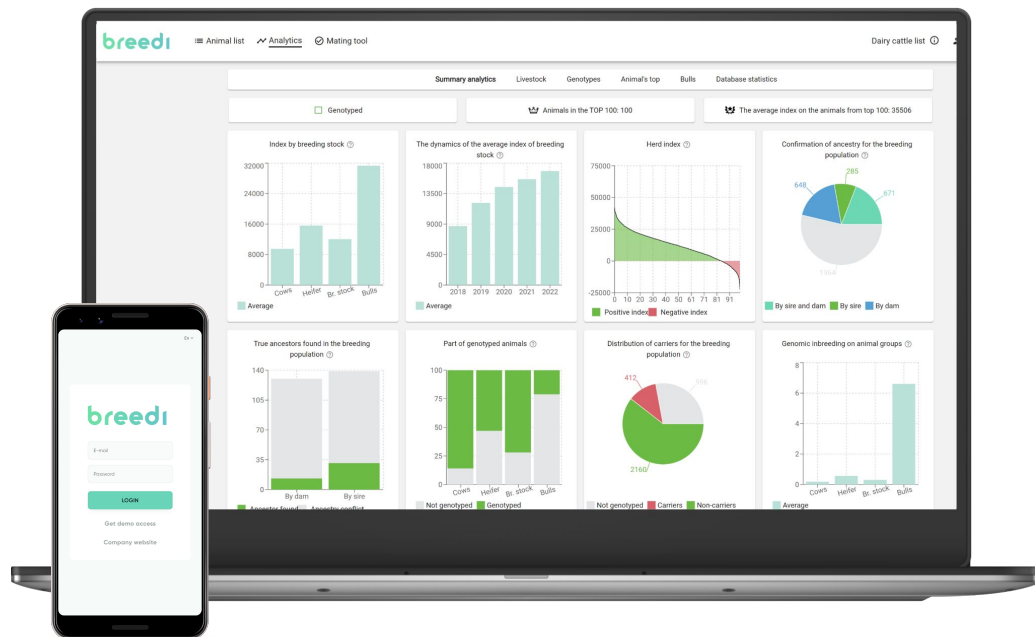 breedi
Animal list
Analytics
Mating tool
Dairy cattle list
Summary analytics
Livestock
Genotypes
Animal's top
Bulls
Database statistics
Genotyped
Animals in the TOP 100: 100
The average index on the animals from top 100: 35506
Index by breeding stock
32000
24000
16000
8000
0
Cows
Heifer
Br. stock
Bulls
Average
The dynamics of the average index of breeding
stock
18000
13500
9000
4500
0
2018
2019
2020
2021
2022
Average
Herd index
75000
50000
25000
0
-25000
0 10 20 30 40 50 61 71 81 91
Positive index
Negative index
Confirmation of ancestry for the breeding
population
285
648
671
By sire and dam
By sire
By dam
True ancestors found in the breeding
population
140
105
70
35
0
By dam
By sire
Ancestor found
Ancestry conflict
Part of genotyped animals
100
75
50
25
0
Cows
Heifer
Br. stock
Bulls
Not genotyped
Genotyped
Distribution of carriers for the breeding
population
412
2160
Not genotyped
Carriers
Non-carriers
Genomic inbreeding on animal groups
8
6
4
2
0
Cows
Heifer
Br. stock
Bulls
Average
En
breedi
E-mail
Password
LOGIN
Get demo access
Company website